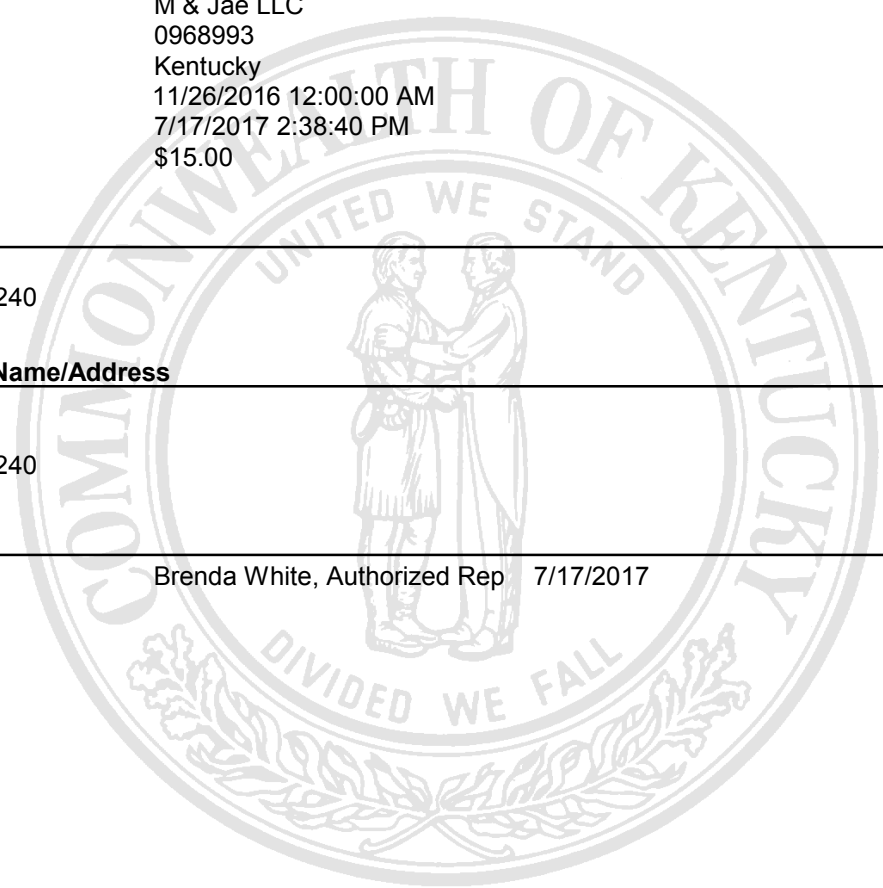 M & Jae LLC
0968993
Kentucky
11/26/2016 12:00:00 AM
7/17/2017 2:38:40 PM
$15.00
240
Name/Address
240
Brenda White, Authorized Rep 7/17/2017
COMMONWEALTH OF KENTUCKY
UNITED WE STAND
DIVIDED WE FALL